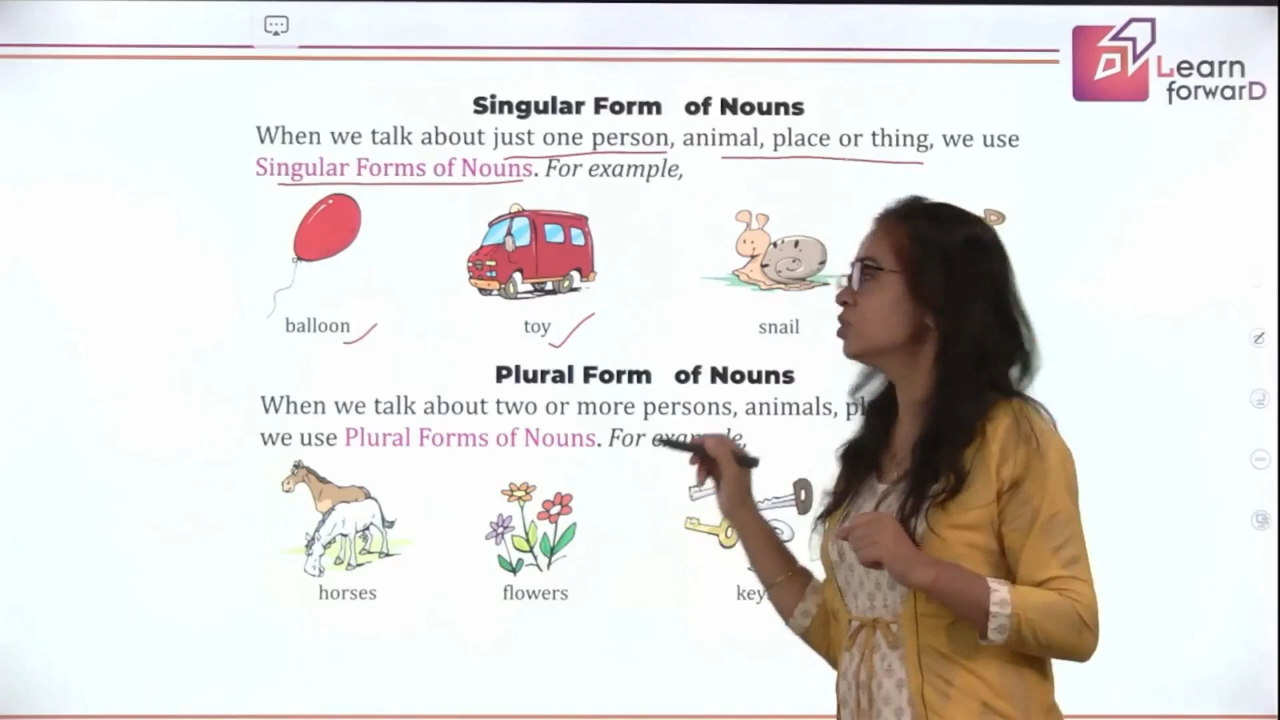 Learn
forwarD
Singular Form of Nouns
When we talk about just one person, animal, place or thing, we use
Singular Forms of Nouns. For example,
balloon toy snail
Plural Form of Nouns
When we talk about two or more persons, animals,
we use Plural Forms of Nouns. For example,
horses flowers